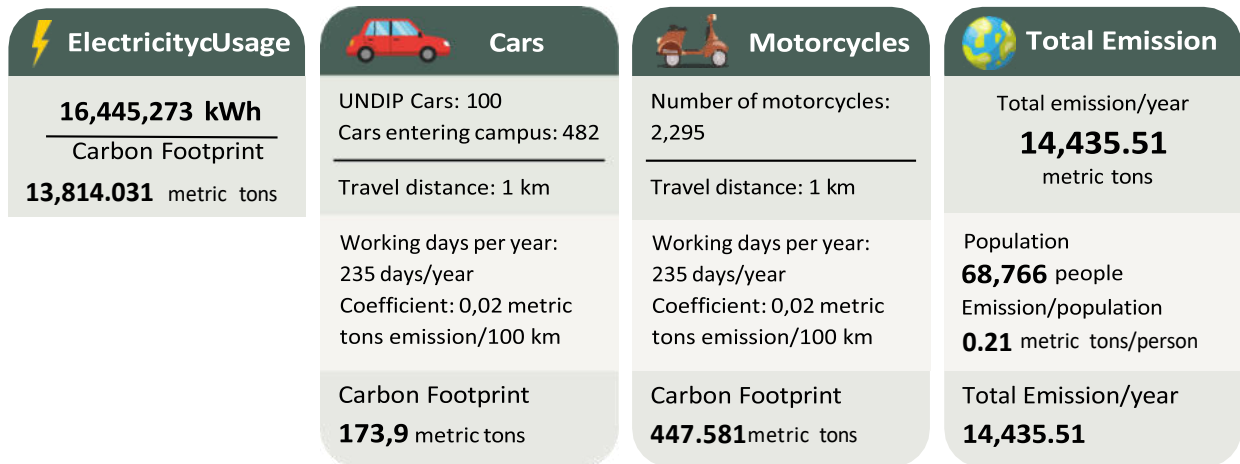 ElectricitycUsage
16,445,273 kWh
Carbon Footprint
13,814.031 metric tons
Cars
UNDIP Cars: 100
Cars entering campus: 482
Travel distance: 1 km
Working days per year:
235 days/year
Coefficient: 0,02 metric
tons emission/100 km
Carbon Footprint
173,9 metric tons
Motorcycles
Number of motorcycles:
2,295
Travel distance: 1 km
Working days per year:
235 days/year
Coefficient: 0,02 metric
tons emission/100 km
Carbon Footprint
447.581metric tons
Total Emission
Total emission/year
14,435.51
metric tons
Population
68,766 people
Emission/population
0.21 metric tons/person
Total Emission/year
14,435.51